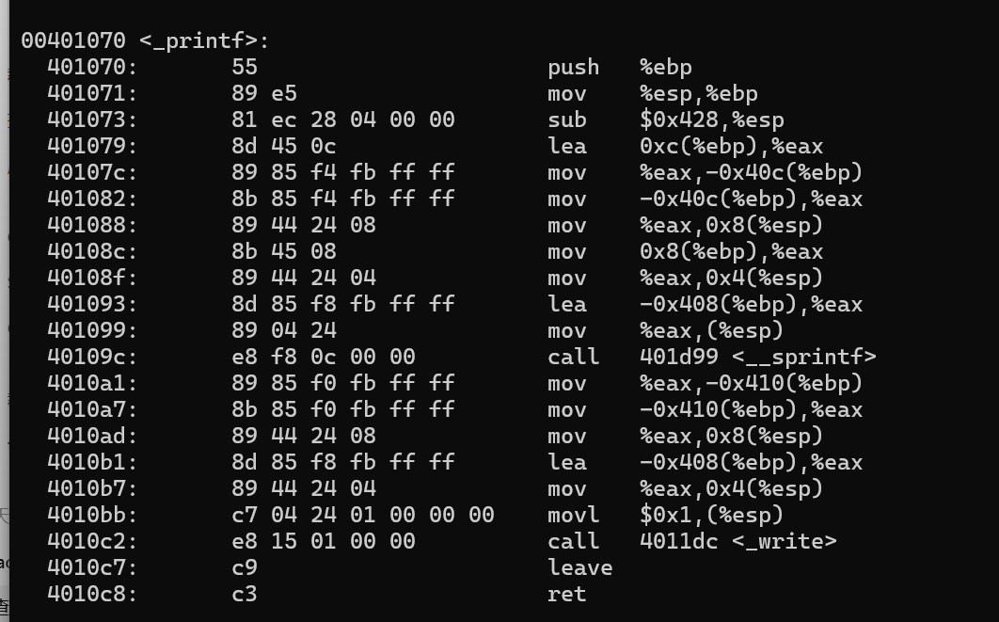 00401070 <_printf>:
401070: 55 push %ebp
401071: 89 e5 mov %esp,%ebp
401073: 81 ec 28 04 00 00 sub $0x428,%esp
401079: 8d 45 0c lea 0xc(%ebp),%eax
40107c: 89 85 f4 fb ff ff mov %eax,-0x40c(%ebp)
401082: 8b 85 f4 fb ff ff mov -0x40c(%ebp),%eax
401088: 89 44 24 08 mov %eax,0x8(%esp)
40108c: 8b 45 08 mov 0x8(%ebp),%eax
40108f: 89 44 24 04 mov %eax,0x4(%esp)
401093: 8d 85 f8 fb ff ff lea -0x408(%ebp),%eax
401099: 89 04 24 mov %eax,(%esp)
40109c: e8 f8 0c 00 00 call 401d99 <__sprintf>
4010a1: 89 85 f0 fb ff ff mov %eax,-0x410(%ebp)
4010a7: 8b 85 f0 fb ff ff mov -0x410(%ebp),%eax
4010ad: 89 44 24 08 mov %eax,0x8(%esp)
4010b1: 8d 85 f8 fb ff ff lea -0x408(%ebp),%eax
4010b7: 89 44 24 04 mov %eax,0x4(%esp)
4010bb: c7 04 24 01 00 00 00 movl $0x1,(%esp)
4010c2: e8 15 01 00 00 call 4011dc <_write>
4010c7: c9 leave
4010c8: c3 ret